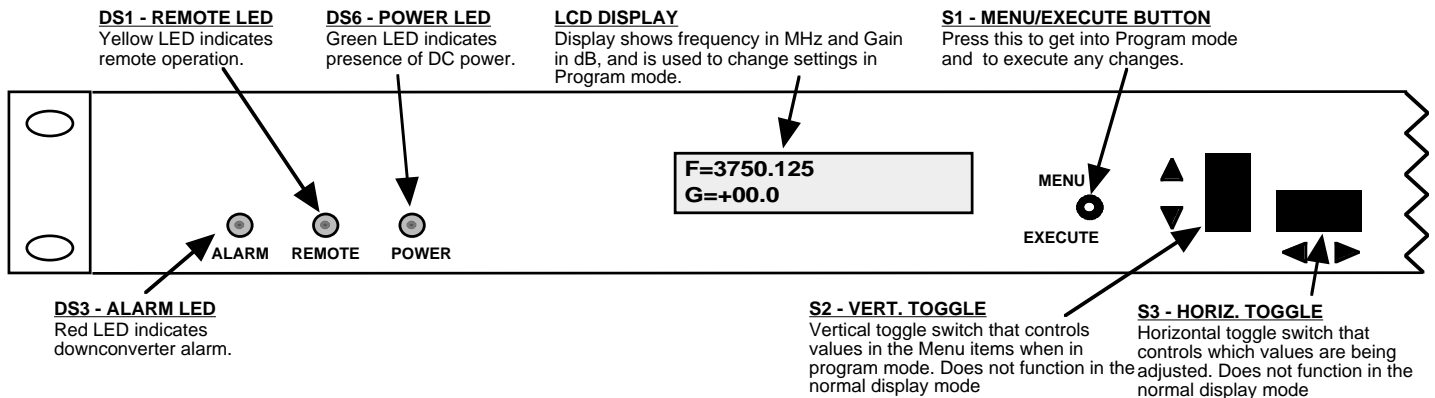 DS1 - REMOTE LED
Yellow LED indicates
remote operation.
DS6 - POWER LED
Green LED indicates
presence of DC power.
LCD DISPLAY
Display shows frequency in MHz and Gain
in dB, and is used to change settings in
Program mode.
S1 - MENU/EXECUTE BUTTON
Press this to get into Program mode
and to execute any changes.
F=3750.125
G=+00.0
MENU
EXECUTE
ALARM
REMOTE
POWER
DS3 - ALARM LED
Red LED indicates
downconverter alarm.
S2 - VERT. TOGGLE
Vertical toggle switch that controls
values in the Menu items when in
program mode. Does not function in the
normal display mode
S3 - HORIZ. TOGGLE
Horizontal toggle switch that
controls which values are being
adjusted. Does not function in the
normal display mode